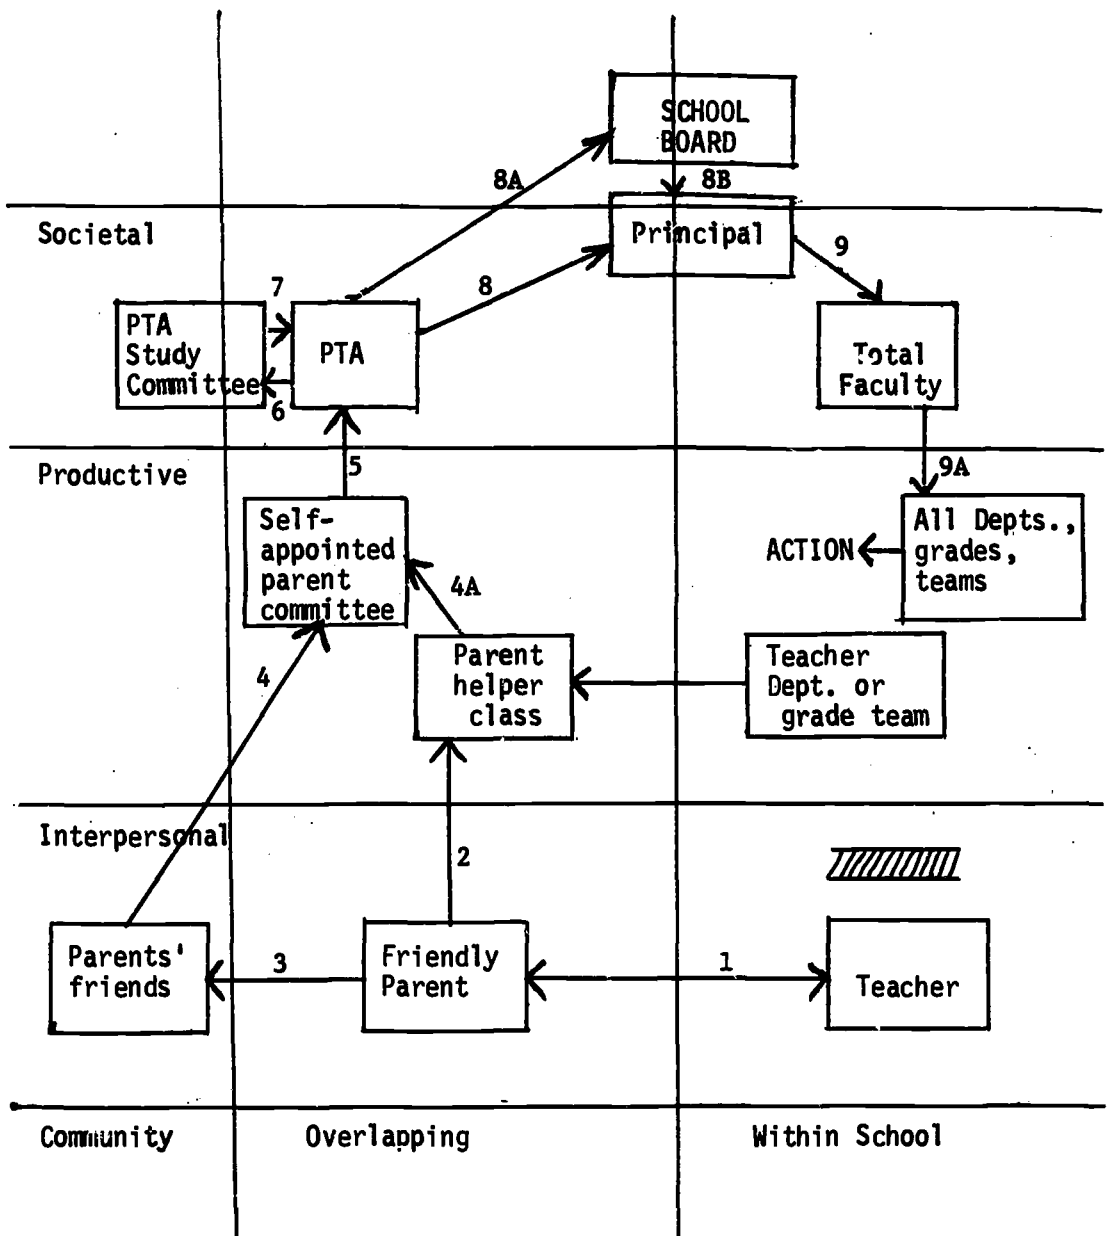 SCHOOL
BOARD
8A
8B
Societal
Principal
9
7
8
PTA
Study
Committee
PTA
Total
Faculty
6
Productive
5
9A
Self-
appointed
parent
committee
All Depts.,
grades,
teams
ACTION
4A
4
Parent
helper
class
Teacher
Dept. or
grade team
Interpersonal
2
Parents'
friends
3
Friendly
Parent
1
Teacher
Community
Overlapping
Within School